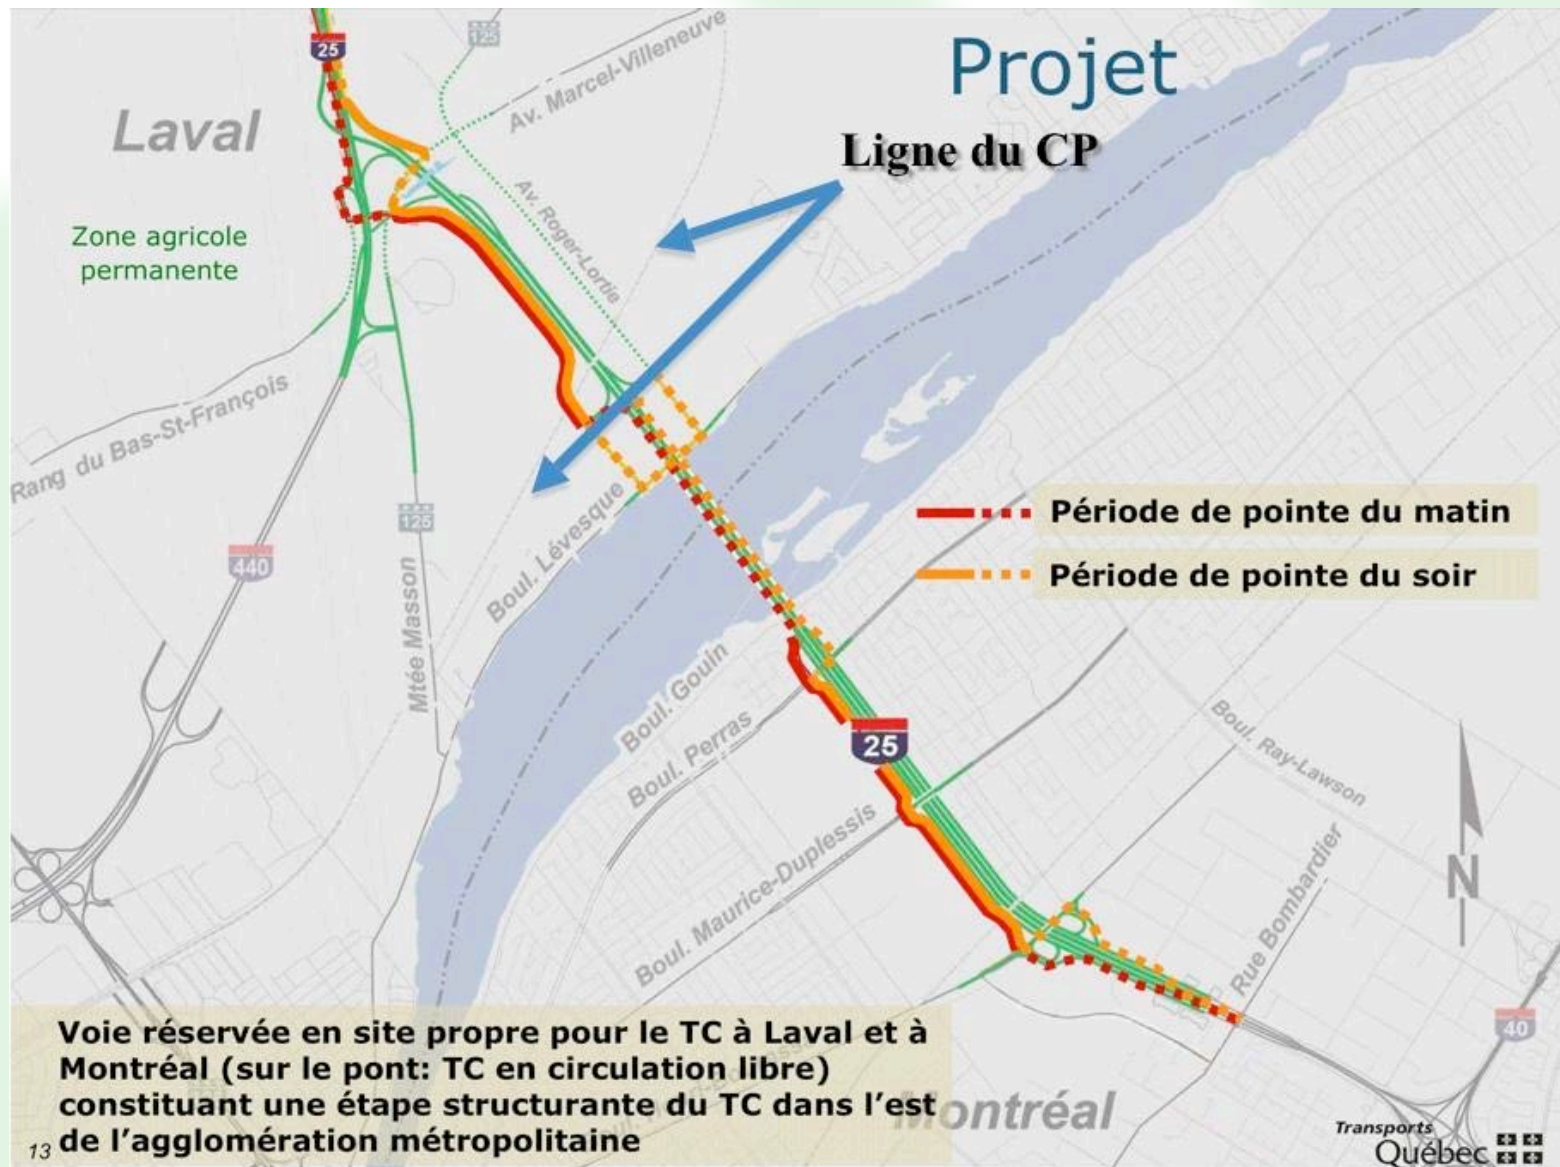 Projet
Ligne du CP
25
125
Av. Marcel-Villeneuve
Laval
Zone agricole
permanente
Av. Roger-Lortie
Rang du Bas-St-François
125
440
Mtée Masson
Boul. Lévesque
Période de pointe du matin
Période de pointe du soir
Boul. Gouin
Boul. Perras
25
Boul. Ray-Lawson
Boul. Maurice-Duplessis
Rue Bombardier
N
40
Voie réservée en site propre pour le TC à Laval et à
Montréal (sur le pont: TC en circulation libre)
constituant une étape structurante du TC dans l'est
de l'agglomération métropolitaine
Montréal
13
Transports
Québec